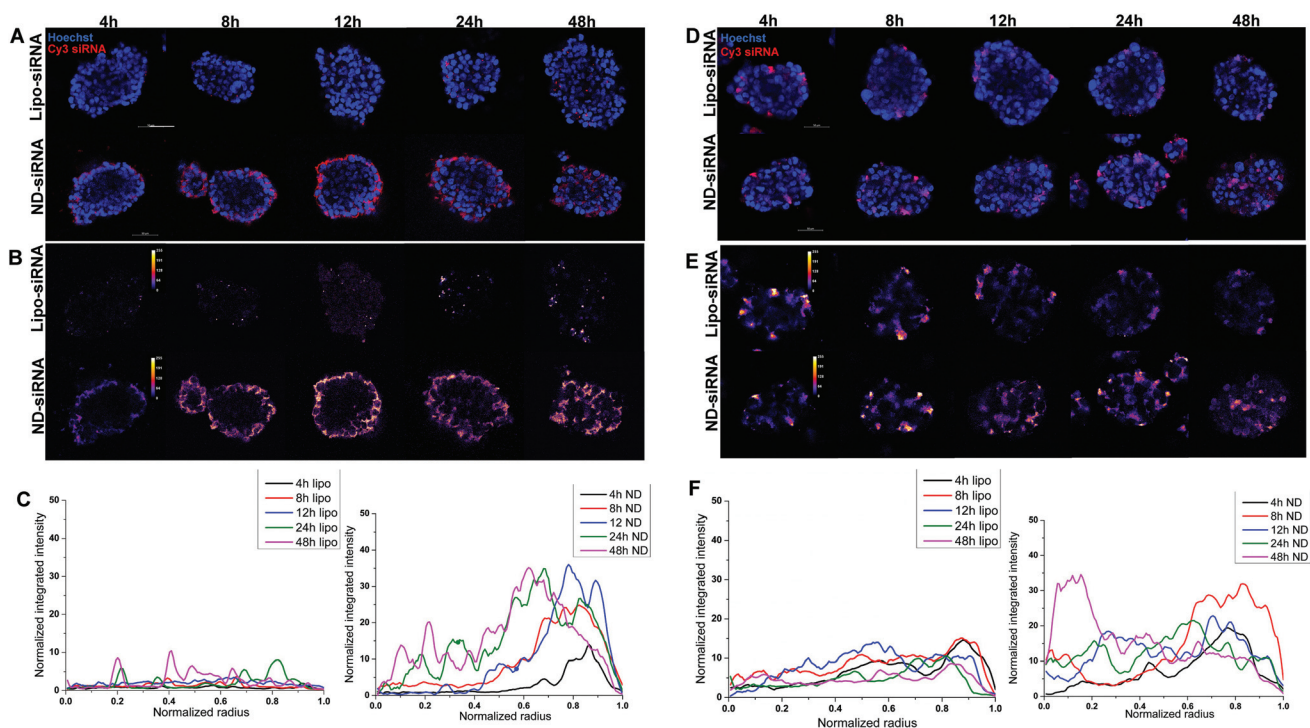 4h 8h 12h 24h 48h
A
Hoechst
Cy3 siRNA
Lipo-siRNA
ND-siRNA
B
Lipo-siRNA
ND-siRNA
C
4h lipo
8h lipo
12h lipo
24h lipo
48h lipo
50
40
30
20
10
0
0.0 0.2 0.4 0.6 0.8 1.0
Normalized integrated intensity
Normalized radius
4h ND
8h ND
12 ND
24h ND
48h ND
50
40
30
20
10
0
0.0 0.2 0.4 0.6 0.8 1.0
Normalized integrated intensity
Normalized radius
4h 8h 12h 24h 48h
D
Hoechst
Cy3 siRNA
Lipo-siRNA
ND-siRNA
E
Lipo-siRNA
ND-siRNA
F
4h lipo
8h lipo
12h lipo
24h lipo
48h lipo
50
40
30
20
10
0
0.0 0.2 0.4 0.6 0.8 1.0
Normalized integrated intensity
Normalized radius
4h ND
8h ND
12h ND
24h ND
48h ND
50
40
30
20
10
0
0.0 0.2 0.4 0.6 0.8 1.0
Normalized integrated intensity
Normalized radius